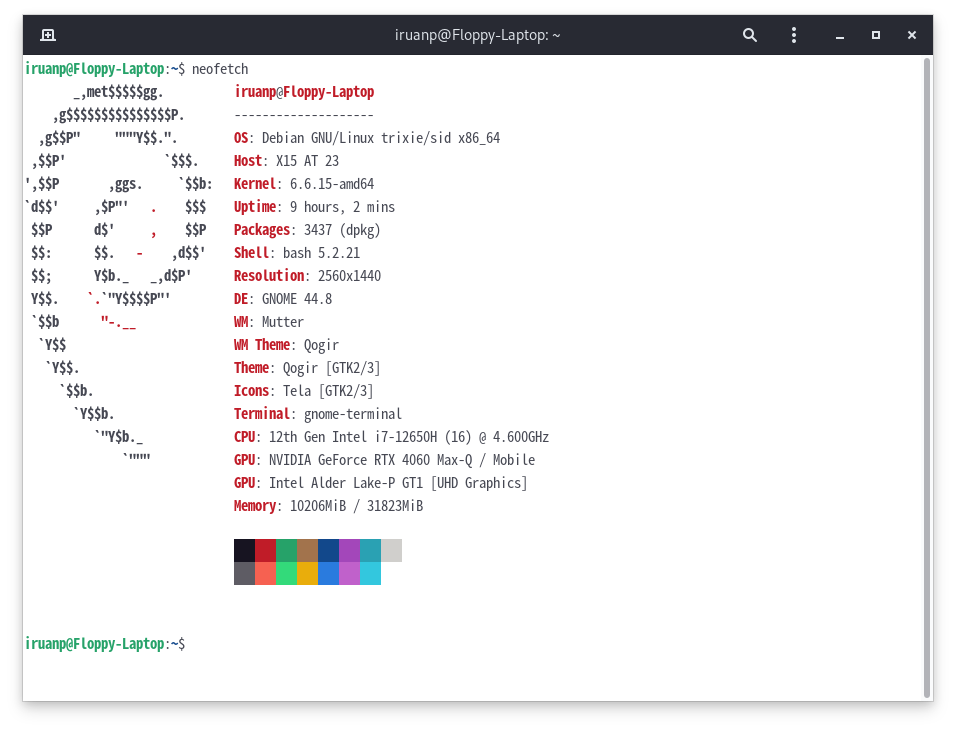 iruanp@Floppy-Laptop: ~
iruanp@Floppy-Laptop:~$ neofetch
       _,met$$$$$gg.          iruanp@Floppy-Laptop
    ,g$$$$$$$$$$$$$$$P.       --------------------
  ,g$$P"     """Y$$.".        OS: Debian GNU/Linux trixie/sid x86_64
 ,$$P'              `$$$.     Host: X15 AT 23
',$$P       ,ggs.     `$$b:   Kernel: 6.6.15-amd64
`d$$'     ,$P"'   .    $$$    Uptime: 9 hours, 2 mins
 $$P      d$'     ,    $$P    Packages: 3437 (dpkg)
 $$:      $$.   -    ,d$$'    Shell: bash 5.2.21
 $$;      Y$b._   _,d$P'      Resolution: 2560x1440
 Y$$.    `.`"Y$$$$P"'         DE: GNOME 44.8
 `$$b      "-.__              WM: Mutter
  `Y$$                        WM Theme: Qogir
   `Y$$.                      Theme: Qogir [GTK2/3]
     `$$b.                    Icons: Tela [GTK2/3]
       `Y$$b.                 Terminal: gnome-terminal
          `"Y$b._             CPU: 12th Gen Intel i7-12650H (16) @ 4.600GHz
              `"""            GPU: NVIDIA GeForce RTX 4060 Max-Q / Mobile
                              GPU: Intel Alder Lake-P GT1 [UHD Graphics]
                              Memory: 10206MiB / 31823MiB
iruanp@Floppy-Laptop:~$